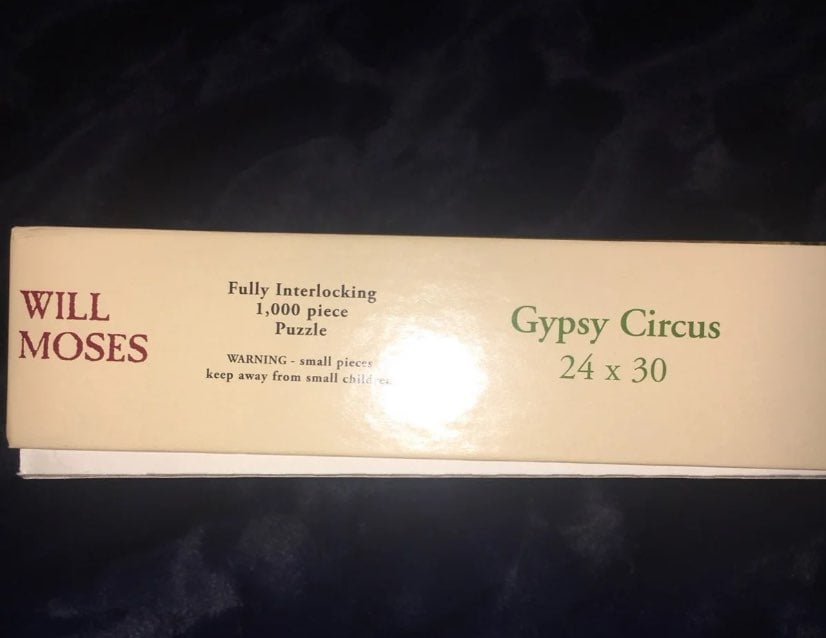 WILL
MOSES
Fully Interlocking
1,000 piece
Puzzle
WARNING - small pieces
keep away from small children
Gypsy Circus
24 x 30